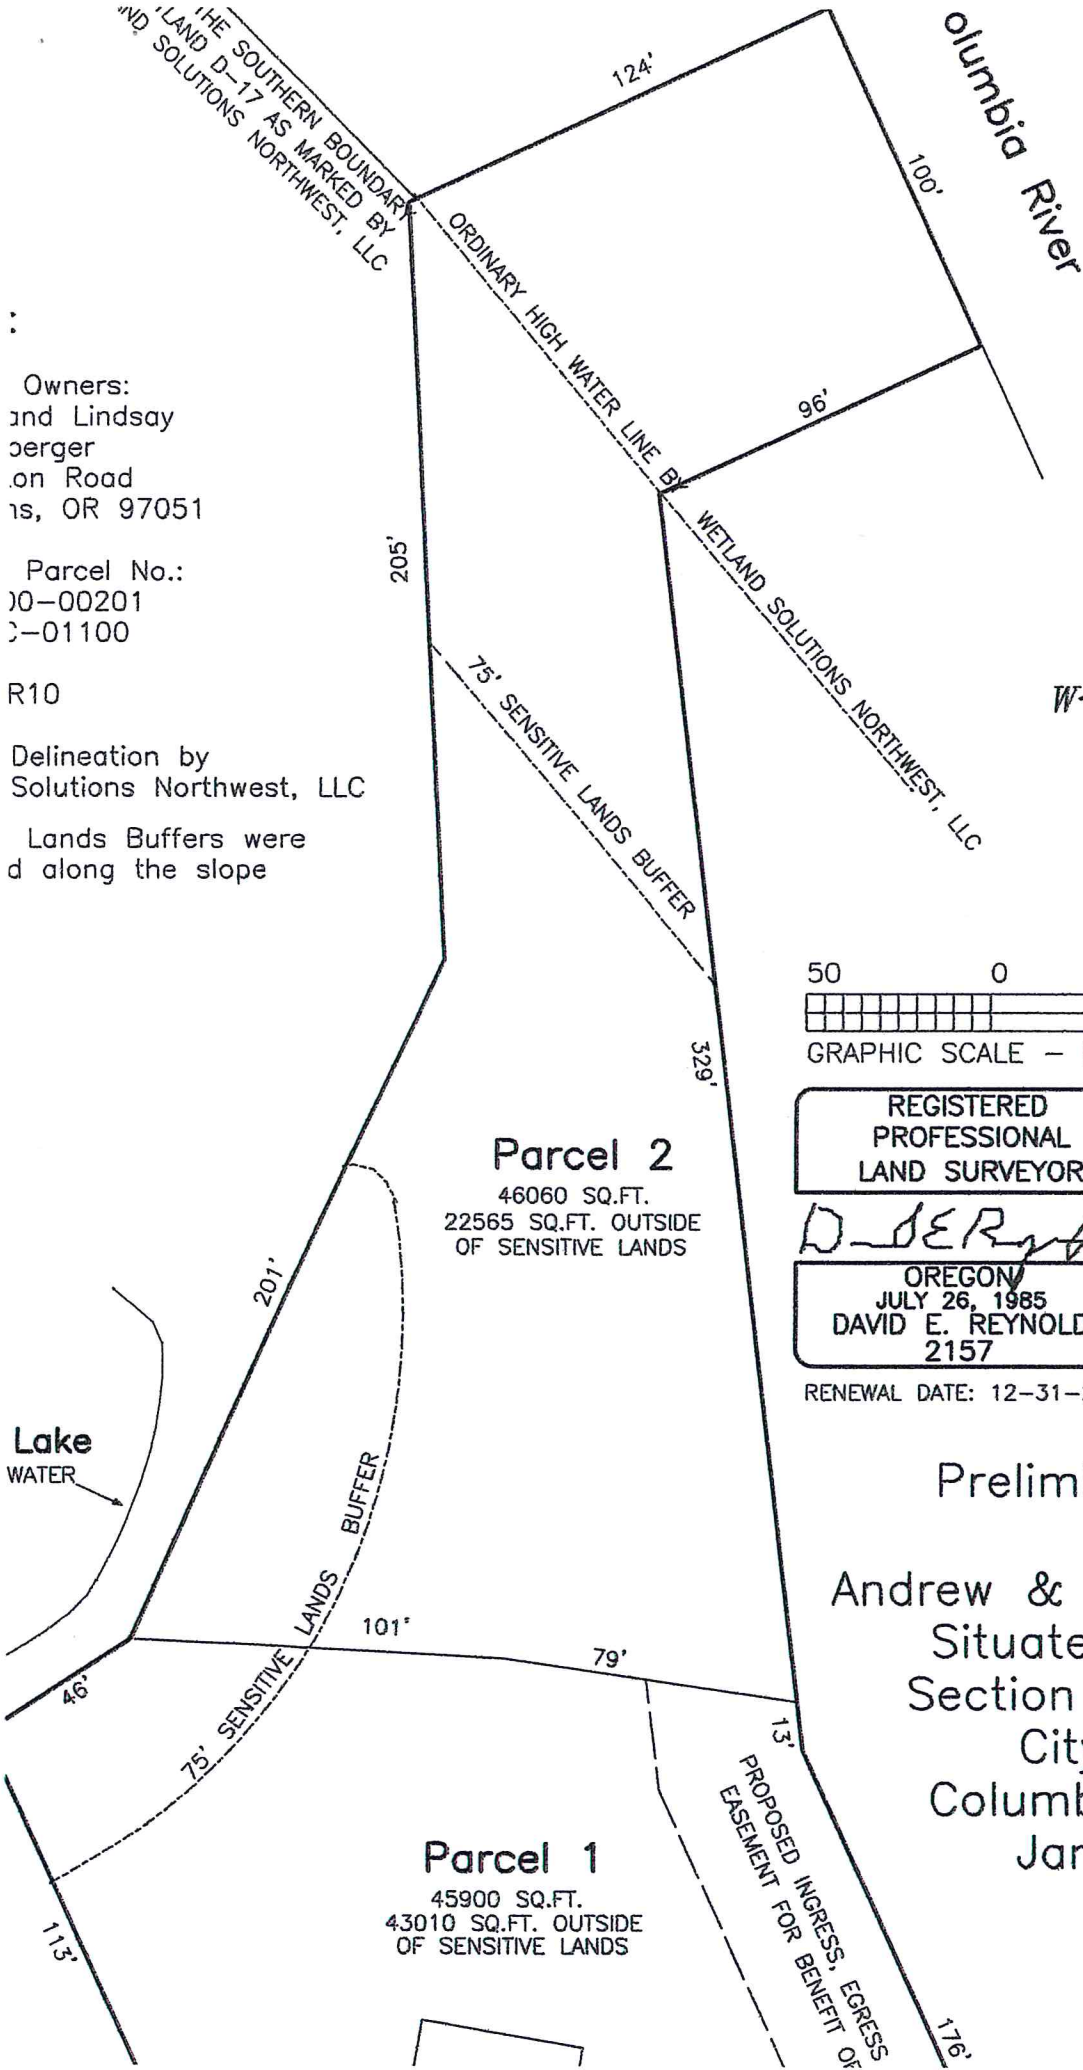 THE SOUTHERN BOUNDARY
D-17 AS MARKED BY
SOLUTIONS NORTHWEST, LLC
124'
100'
olumbia River
ORDINARY HIGH WATER LINE BY
WETLAND SOLUTIONS NORTHWEST, LLC
96'
:
Owners:
and Lindsay
berger
on Road
ns, OR 97051
Parcel No.:
00-00201
C-01100
R10
Delineation by
Solutions Northwest, LLC
Lands Buffers were
d along the slope
205'
75' SENSITIVE LANDS BUFFER
W
50 0
GRAPHIC SCALE -
329'
REGISTERED
PROFESSIONAL
LAND SURVEYOR
OREGON
JULY 26, 1985
DAVID E. REYNOLD
2157
RENEWAL DATE: 12-31-
Parcel 2
46060 SQ.FT.
22565 SQ.FT. OUTSIDE
OF SENSITIVE LANDS
201'
Lake
WATER
75' SENSITIVE LANDS BUFFER
101'
79'
46'
13'
Prelim
Andrew &
Situate
Section
City
Columb
Jan
PROPOSED INGRESS, EGRESS
EASEMENT FOR BENEFIT OF
Parcel 1
45900 SQ.FT.
43010 SQ.FT. OUTSIDE
OF SENSITIVE LANDS
113'
176'